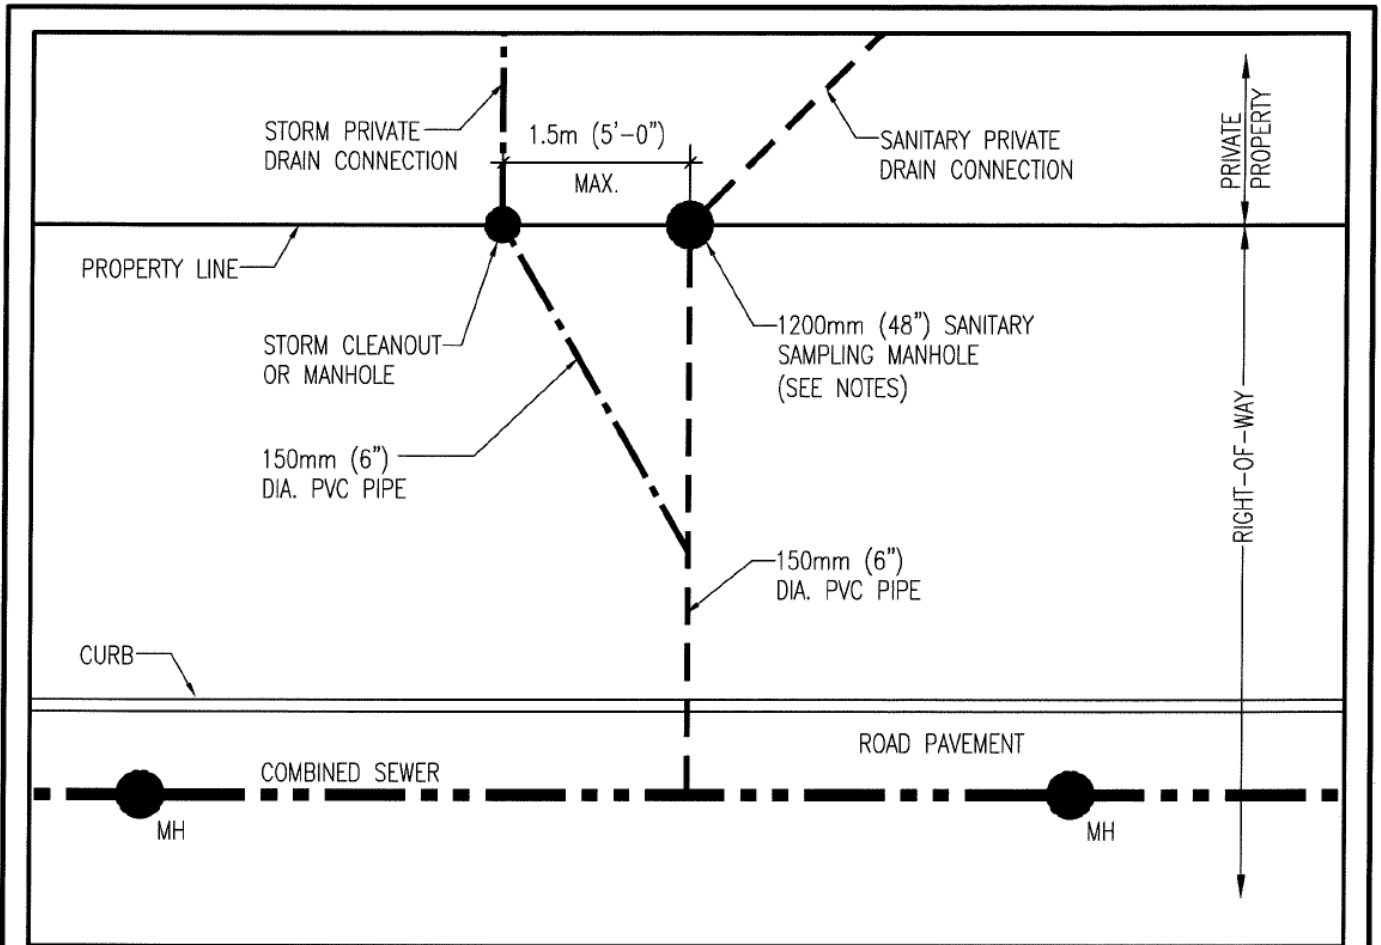 STORM PRIVATE
DRAIN CONNECTION
1.5m (5'-0")
MAX.
SANITARY PRIVATE
DRAIN CONNECTION
PRIVATE
PROPERTY
PROPERTY LINE
STORM CLEANOUT
OR MANHOLE
1200mm (48") SANITARY
SAMPLING MANHOLE
(SEE NOTES)
150mm (6")
DIA. PVC PIPE
RIGHT-OF-WAY
150mm (6")
DIA. PVC PIPE
CURB
ROAD PAVEMENT
COMBINED SEWER
MH
MH